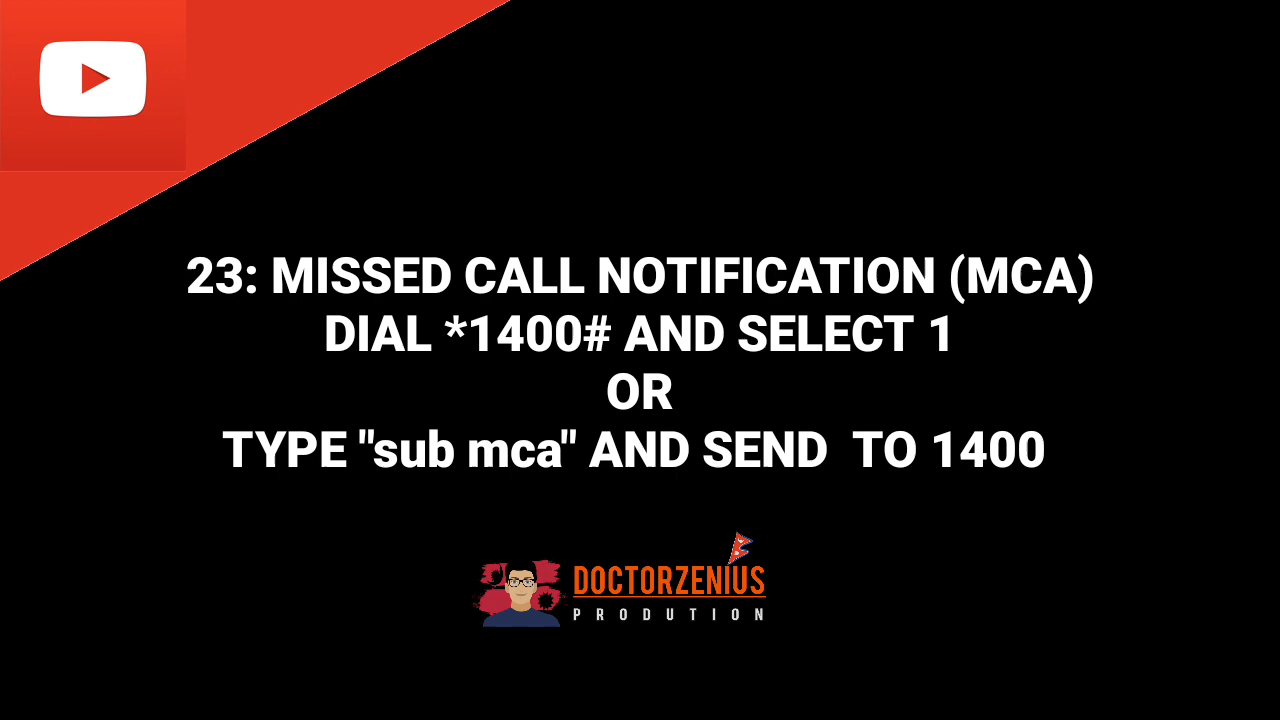 23: MISSED CALL NOTIFICATION (MCA)
DIAL *1400# AND SELECT 1
OR
TYPE "sub mca" AND SEND  TO 1400
DOCTORZENIUS
PRODUTION